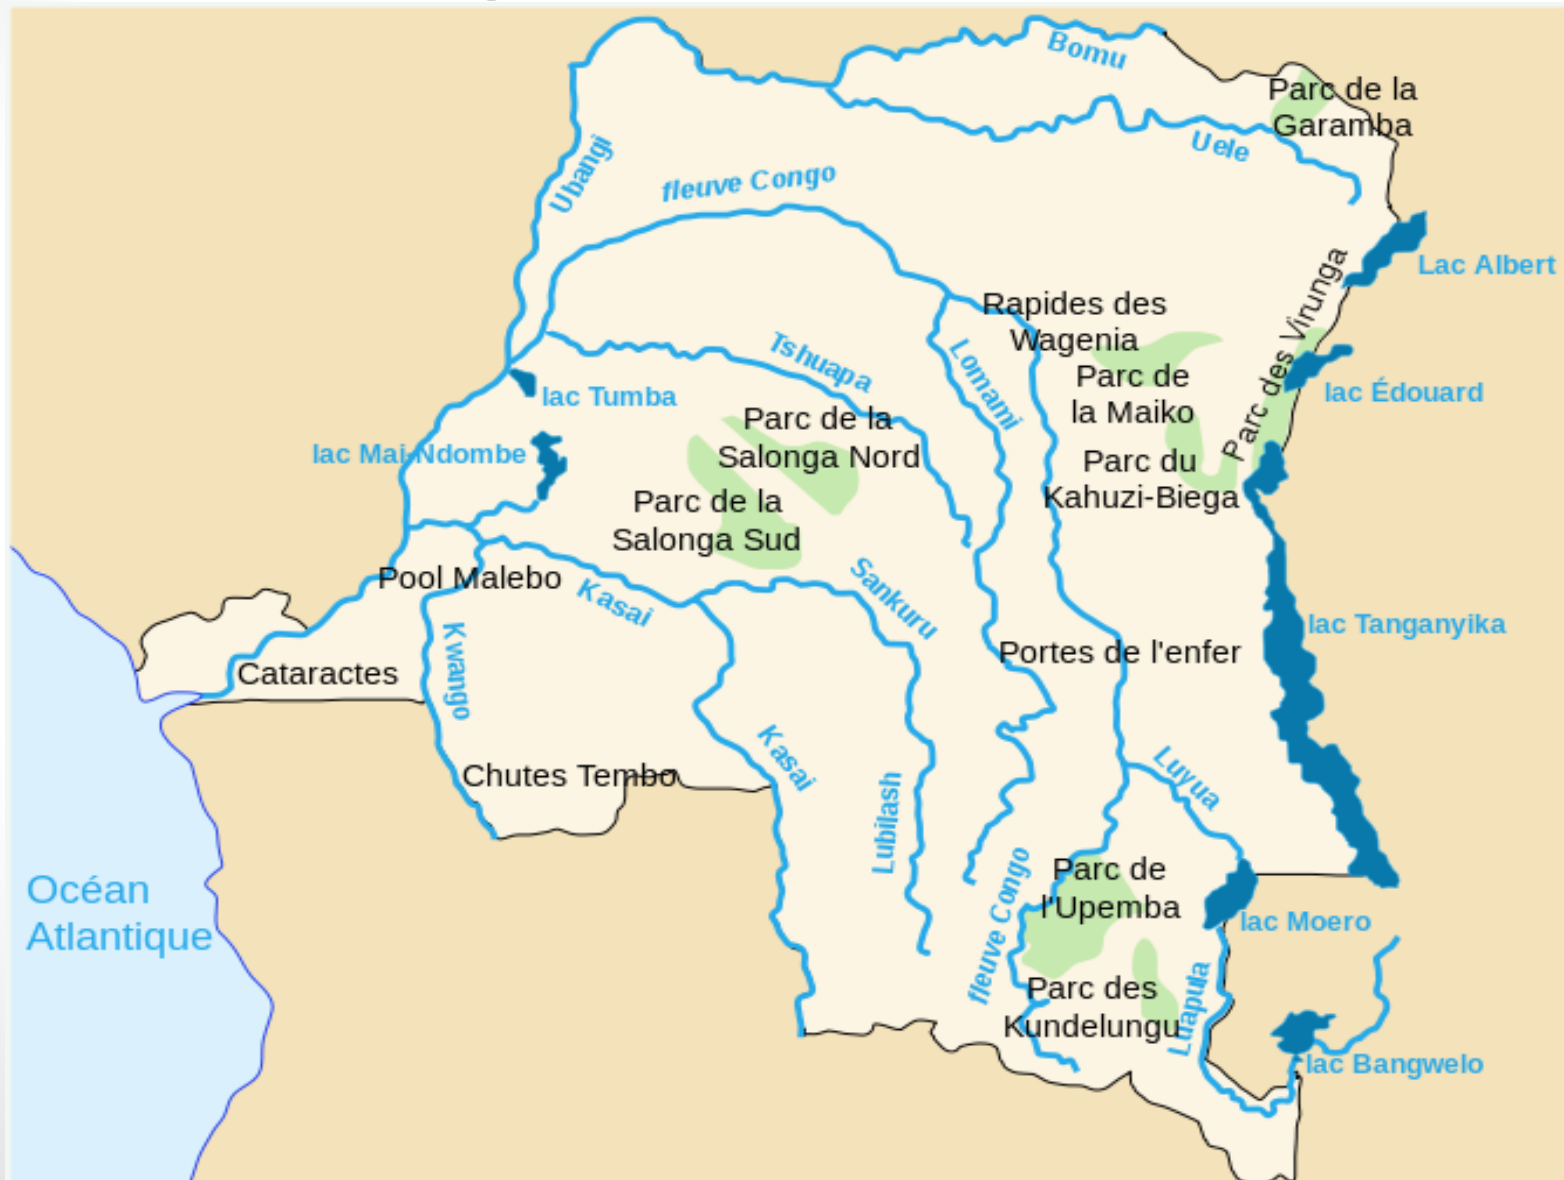 Bomu
Parc de la
Garamba
Uele
Ubangi
fleuve Congo
Lac Albert
Parc des Virunga
Rapides des
Wagenia
Tshuapa
Lomami
Parc de
la Maiko
lac Édouard
lac Tumba
Parc de la
Salonga Nord
lac Mai-Ndombe
Parc du
Kahuzi-Biega
Parc de la
Salonga Sud
Pool Malebo
Kasai
Sankuru
lac Tanganyika
Portes de l'enfer
Cataractes
Kwango
Chutes Tembo
Kasai
Lubilash
Luyua
Océan
Atlantique
fleuve Congo
Parc de
l'Upemba
lac Moero
Parc des
Kundelungu
Luapula
lac Bangwelo